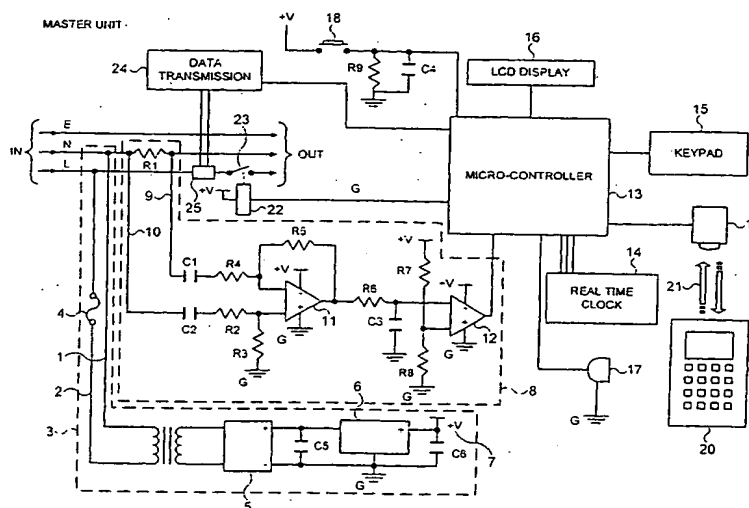 MASTER UNIT
+V
18
16
24
DATA
TRANSMISSION
R9
C4
LCD DISPLAY
15
KEYPAD
E
IN
N
L
R1
23
OUT
MICRO-CONTROLLER
13
+V
25
22
G
9
10
R5
C1
R4
+V
+V
R7
+V
14
REAL TIME
CLOCK
21
4
C2
R2
11
R6
C3
12
R3
G
G
G
R8
G
1
2
3
8
17
G
6
+V
7
C5
C6
G
5
20